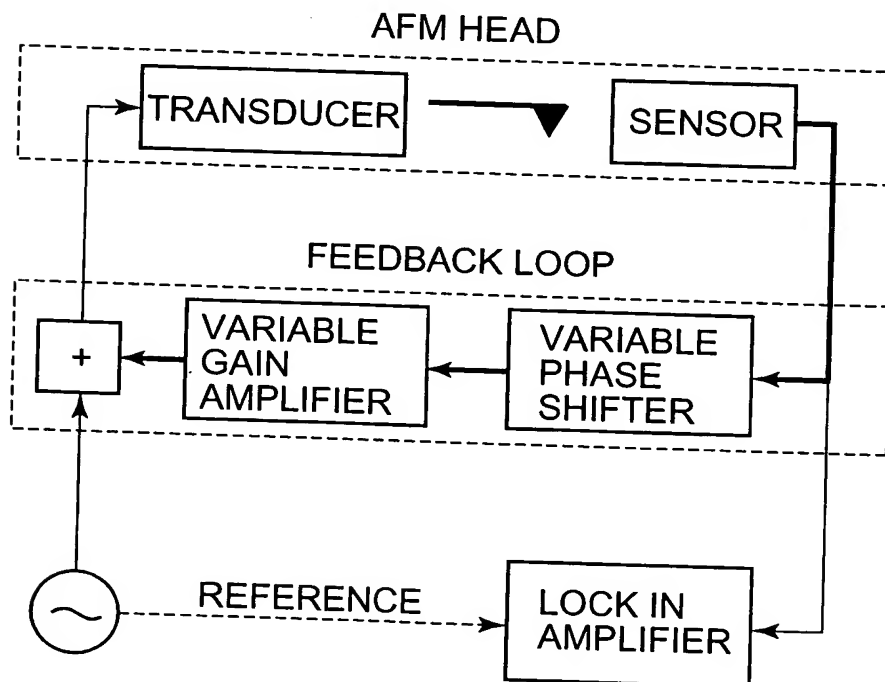 AFM HEAD
TRANSDUCER
SENSOR
FEEDBACK LOOP
+
VARIABLE
GAIN
AMPLIFIER
VARIABLE
PHASE
SHIFTER
REFERENCE
LOCK IN
AMPLIFIER